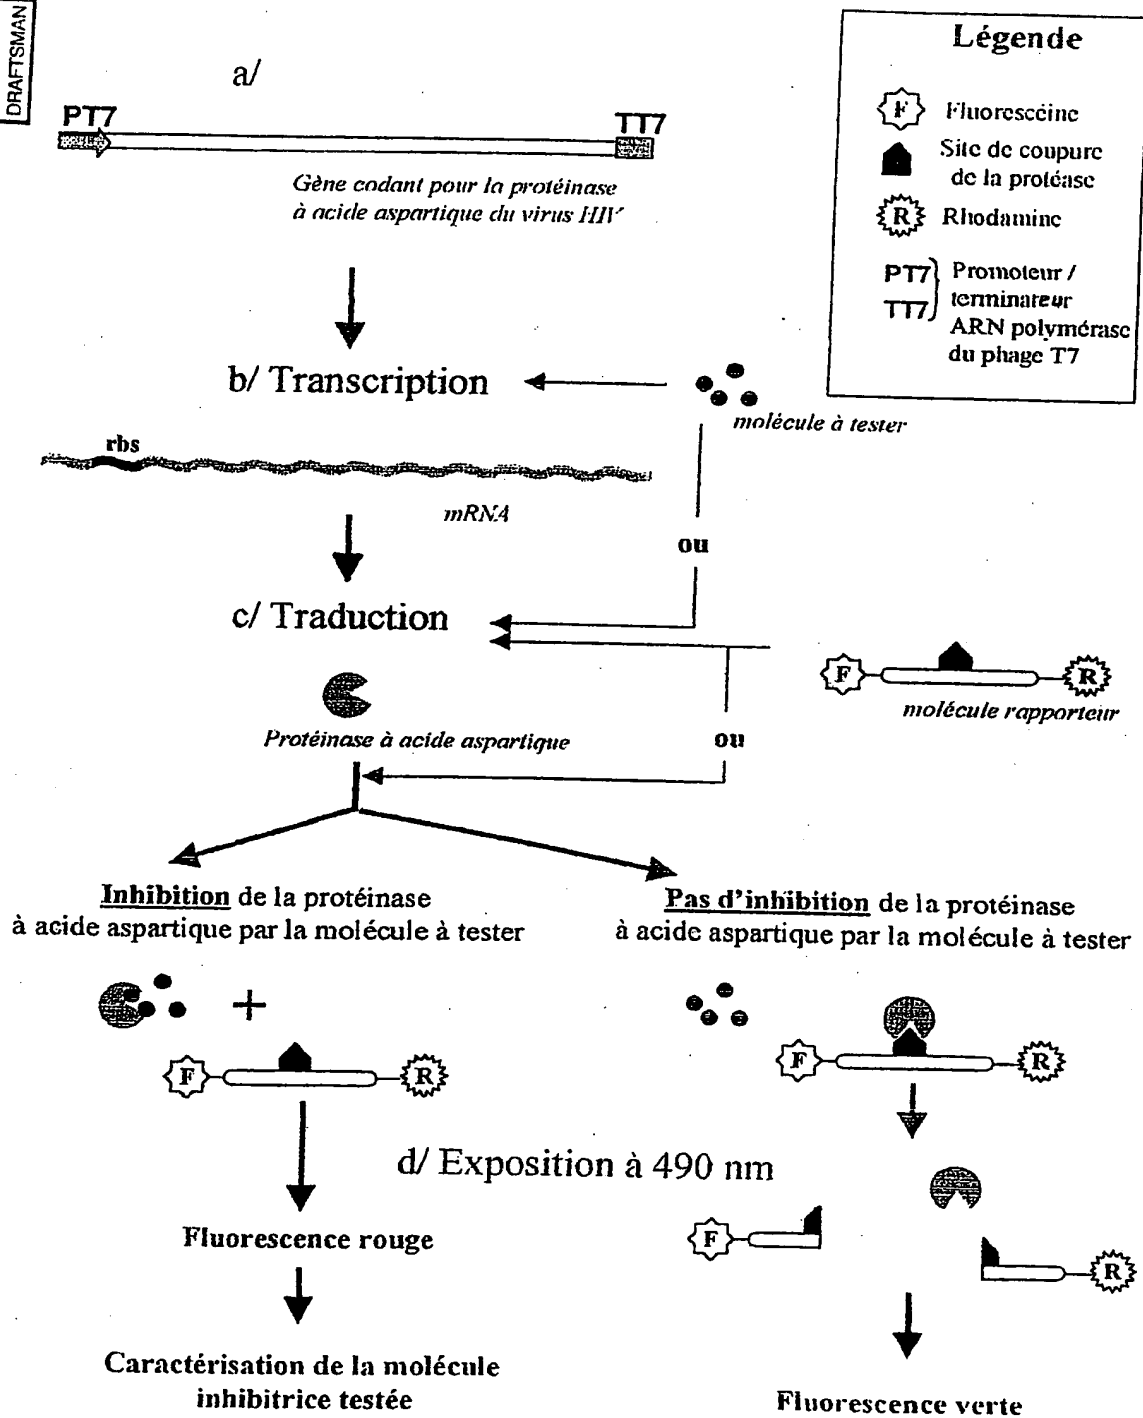 DRAFTSMAN
Légende
F Fluorescéine
Site de coupure
de la protéase
R Rhodamine
PT7
TT7
Promoteur /
terminateur
ARN polymérase
du phage T7
a/
PT7
TT7
Gène codant pour la protéinase
à acide aspartique du virus HIV
b/ Transcription
molécule à tester
rbs
mRNA
ou
c/ Traduction
F
R
molécule rapporteur
Protéinase à acide aspartique
ou
Inhibition de la protéinase
à acide aspartique par la molécule à tester
Pas d'inhibition de la protéinase
à acide aspartique par la molécule à tester
+
F
R
F
R
d/ Exposition à 490 nm
Fluorescence rouge
F
R
Caractérisation de la molécule
inhibitrice testée
Fluorescence verte